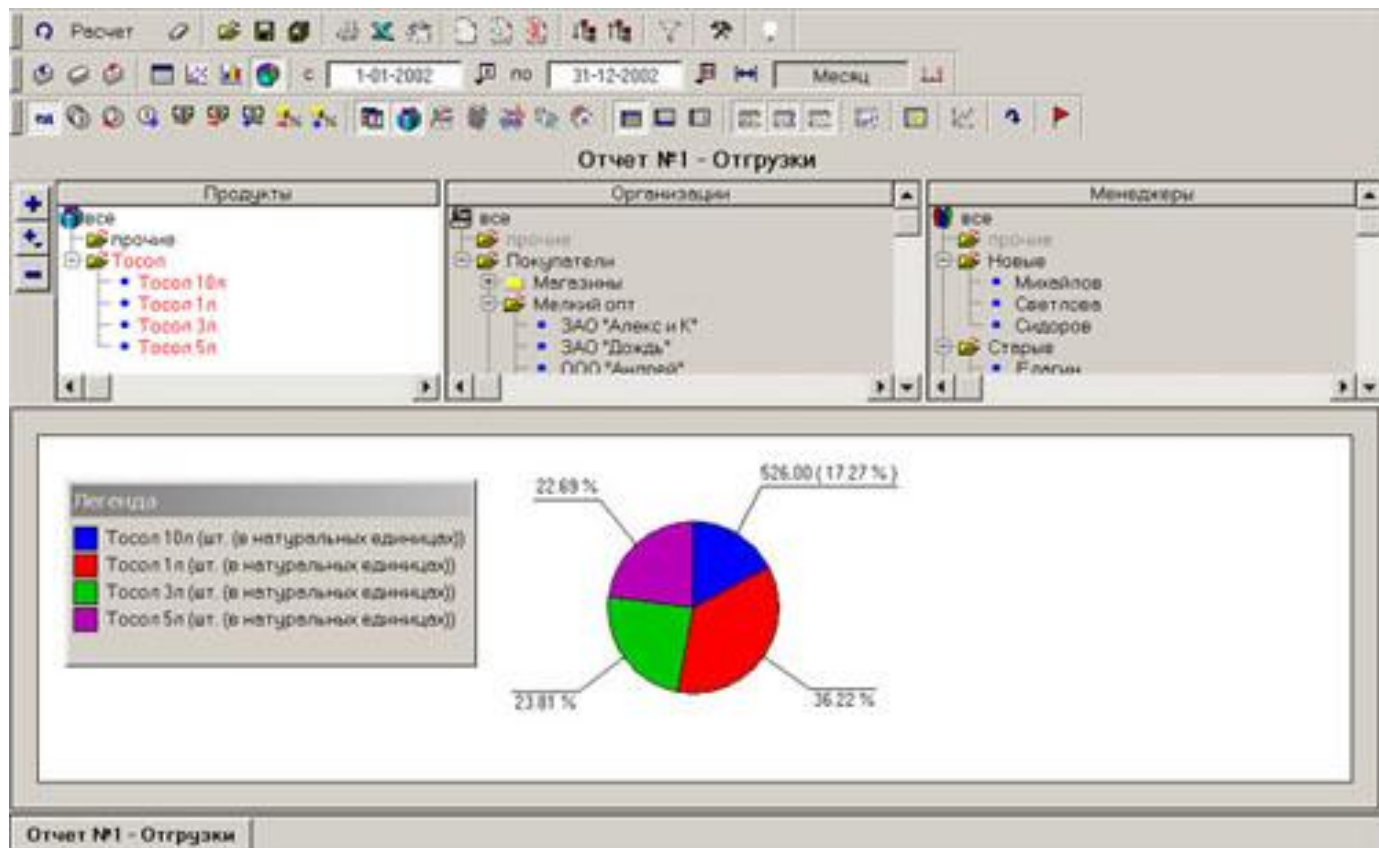 Расчет
с 1-01-2002 по 31-12-2002 Месяц
Отчет №1 - Отгрузки
Продукты
все
прочие
Тосол
Тосол 10л
Тосол 1л
Тосол 3л
Тосол 5л
Организации
все
прочие
Покупатели
Магазины
Мелкий опт
ЗАО "Алекс и К"
ЗАО "Дождь"
ООО "Андрей"
Менеджеры
все
прочие
Новые
Михайлов
Светлова
Сидоров
Старые
Елагин
Легенда
Тосол 10л (шт. (в натуральных единицах))
Тосол 1л (шт. (в натуральных единицах))
Тосол 3л (шт. (в натуральных единицах))
Тосол 5л (шт. (в натуральных единицах))
22.69 %
526.00 ( 17.27 % )
23.81 %
36.22 %
Отчет №1 - Отгрузки